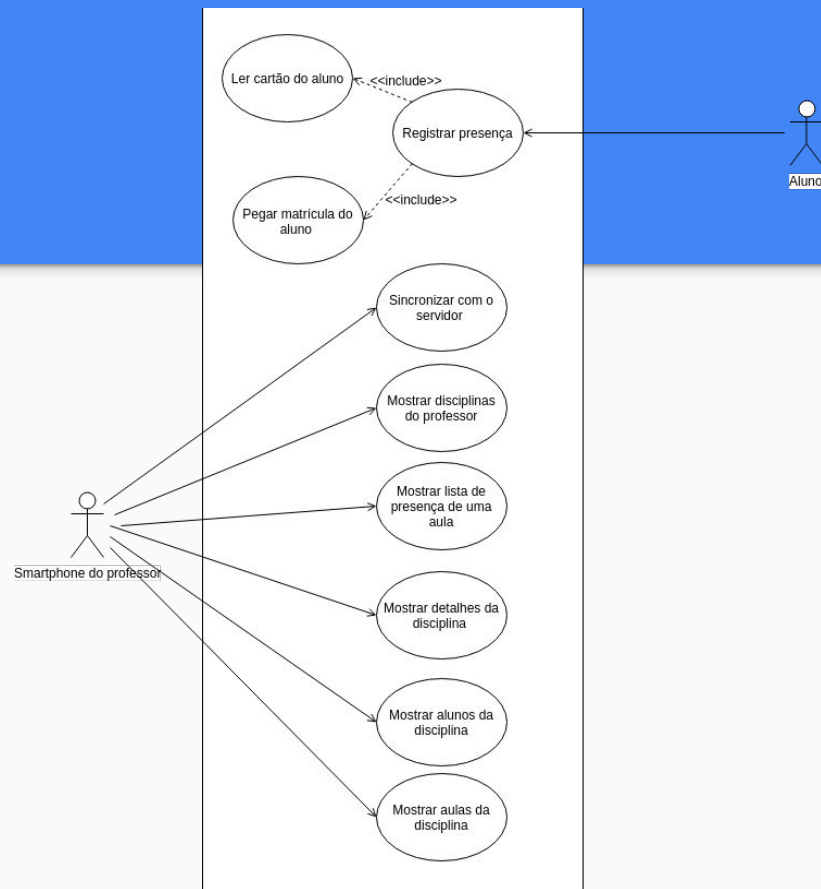 Ler cartão do aluno
<<include>>
Registrar presença
Aluno
<<include>>
Pegar matrícula do
aluno
Sincronizar com o
servidor
Mostrar disciplinas
do professor
Mostrar lista de
presença de uma
aula
Smartphone do professor
Mostrar detalhes da
disciplina
Mostrar alunos da
disciplina
Mostrar aulas da
disciplina